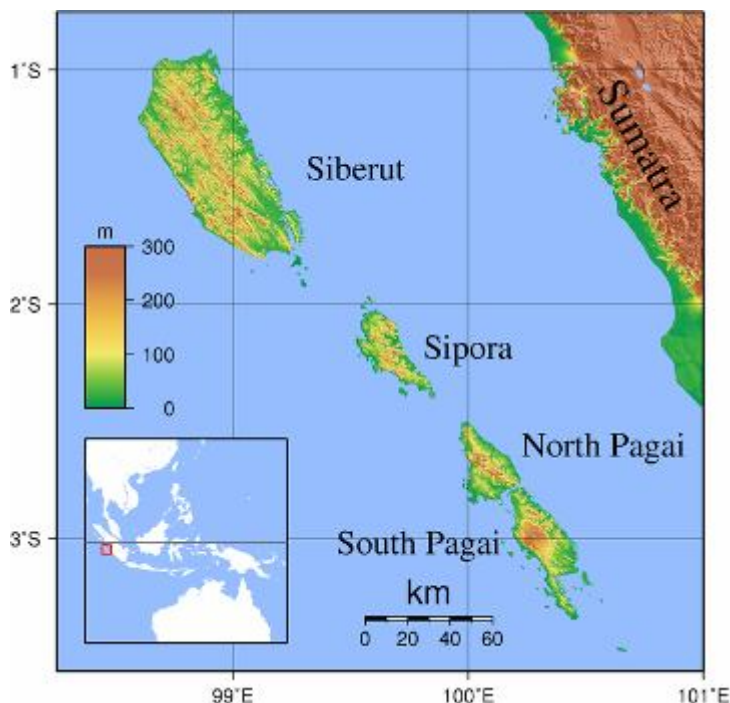 1°S
Sumatra
Siberut
m
300
200
100
0
2°S
Sipora
North Pagai
3°S
South Pagai
km
0 20 40 60
99°E
100°E
101°E